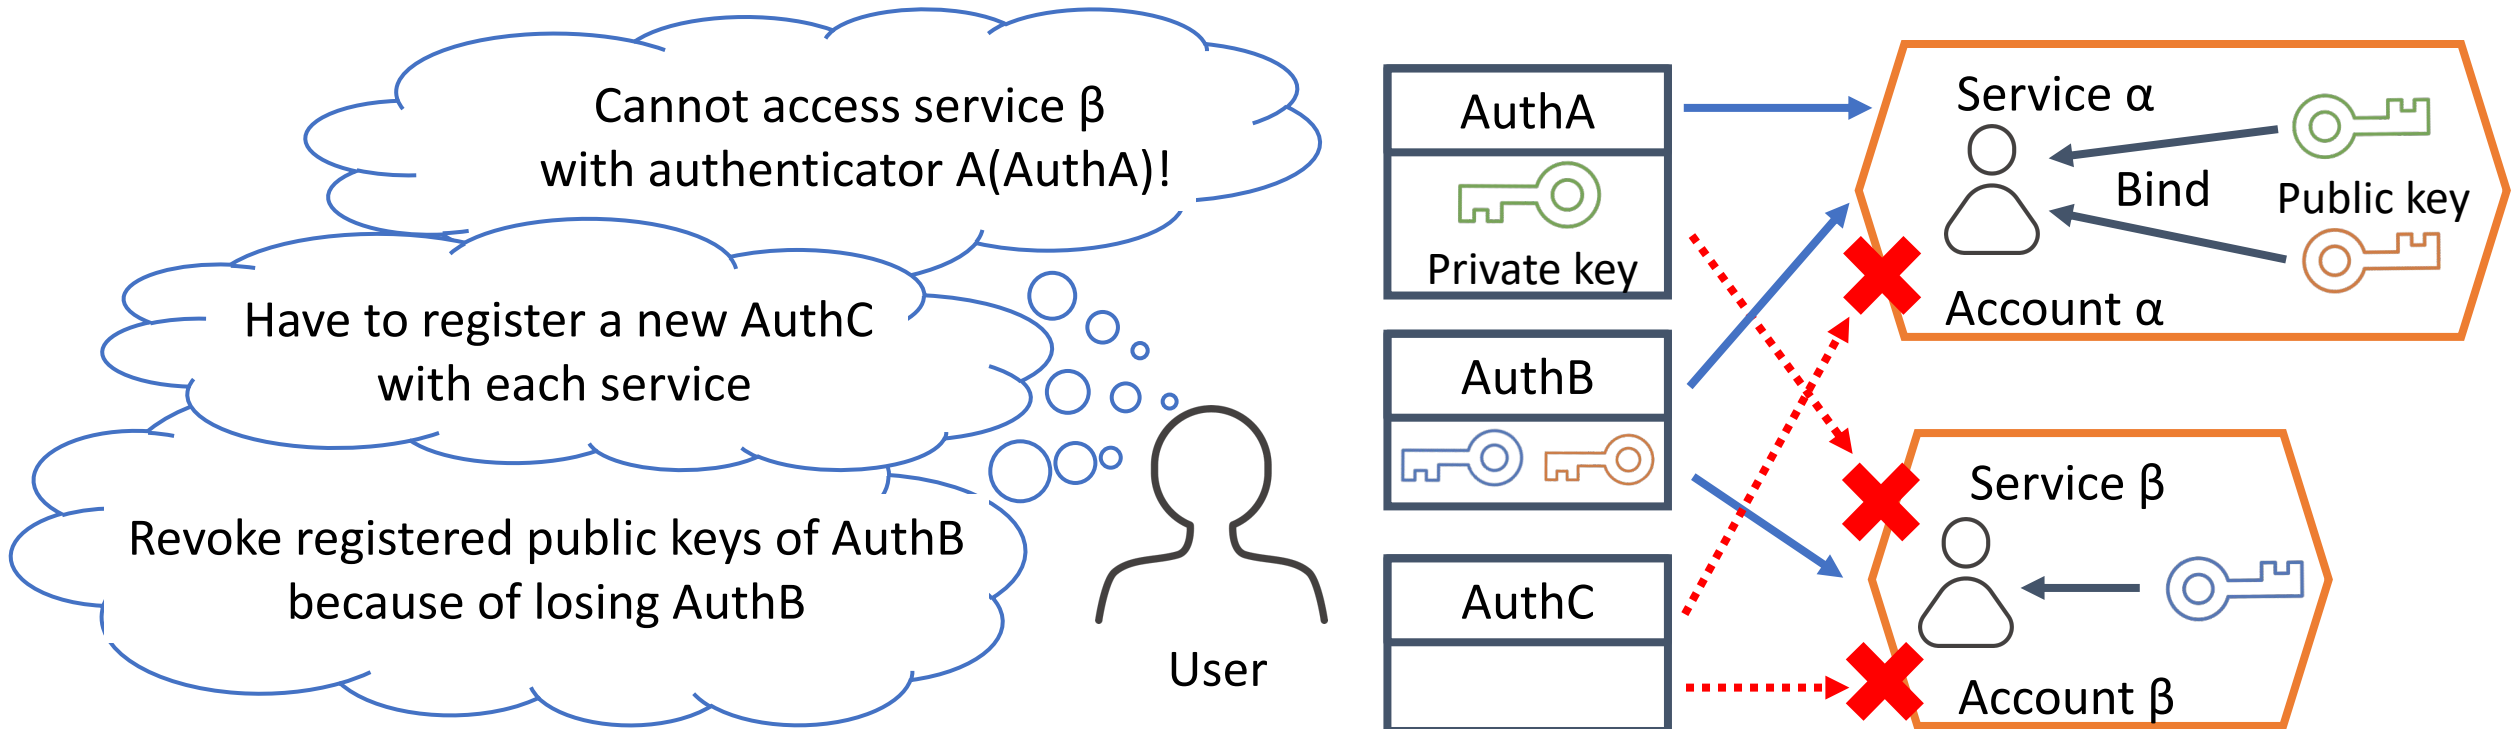 Cannot access service β
with authenticator A(AuthA)!
Have to register a new AuthC
with each service
Revoke registered public keys of AuthB
because of losing AuthB
User
AuthA
Private key
AuthB
AuthC
Service α
Bind
Public key
Account α
Service β
Account β